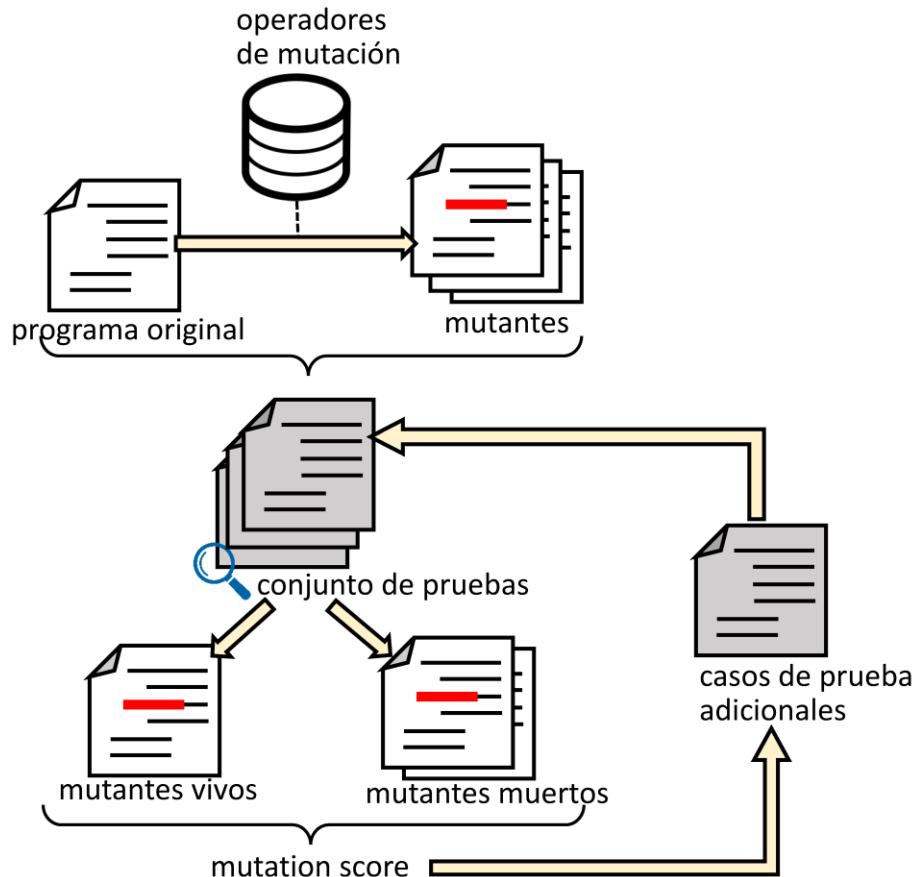 operadores
de mutación
programa original
mutantes
conjunto de pruebas
mutantes vivos
mutantes muertos
casos de prueba
adicionales
mutation score